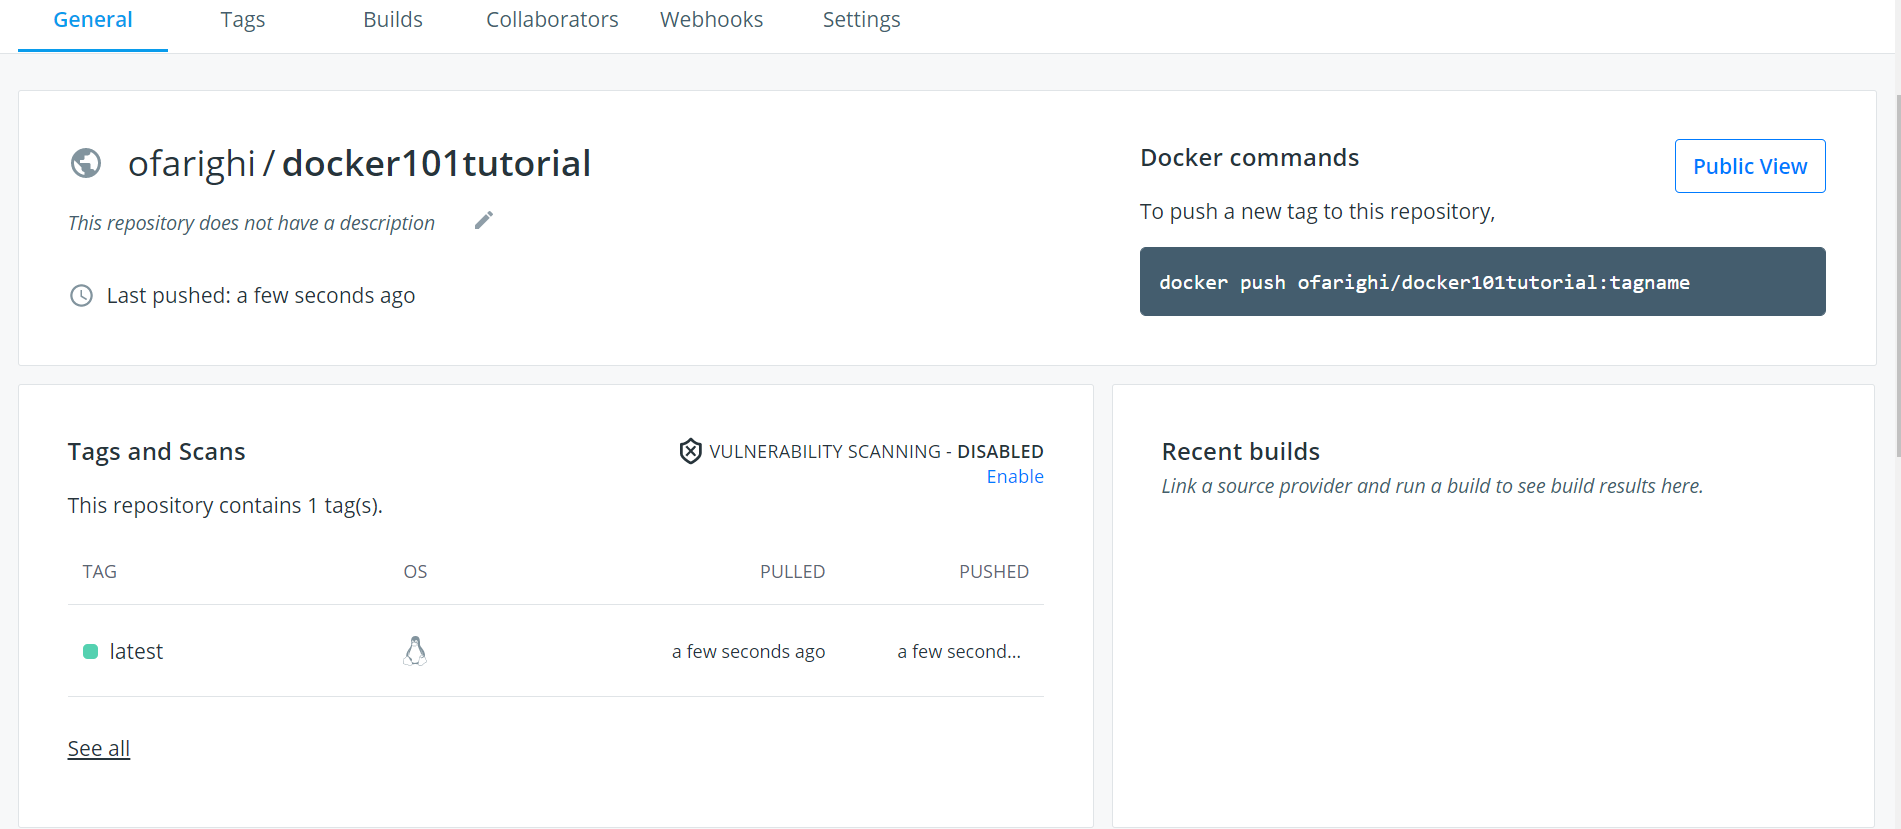 General Tags Builds Collaborators Webhooks Settings
ofarighi / docker101tutorial
This repository does not have a description
Last pushed: a few seconds ago
Docker commands
Public View
To push a new tag to this repository,
docker push ofarighi/docker101tutorial:tagname
Tags and Scans
VULNERABILITY SCANNING - DISABLED
Enable
This repository contains 1 tag(s).
TAG OS PULLED PUSHED
latest a few seconds ago a few second...
See all
Recent builds
Link a source provider and run a build to see build results here.